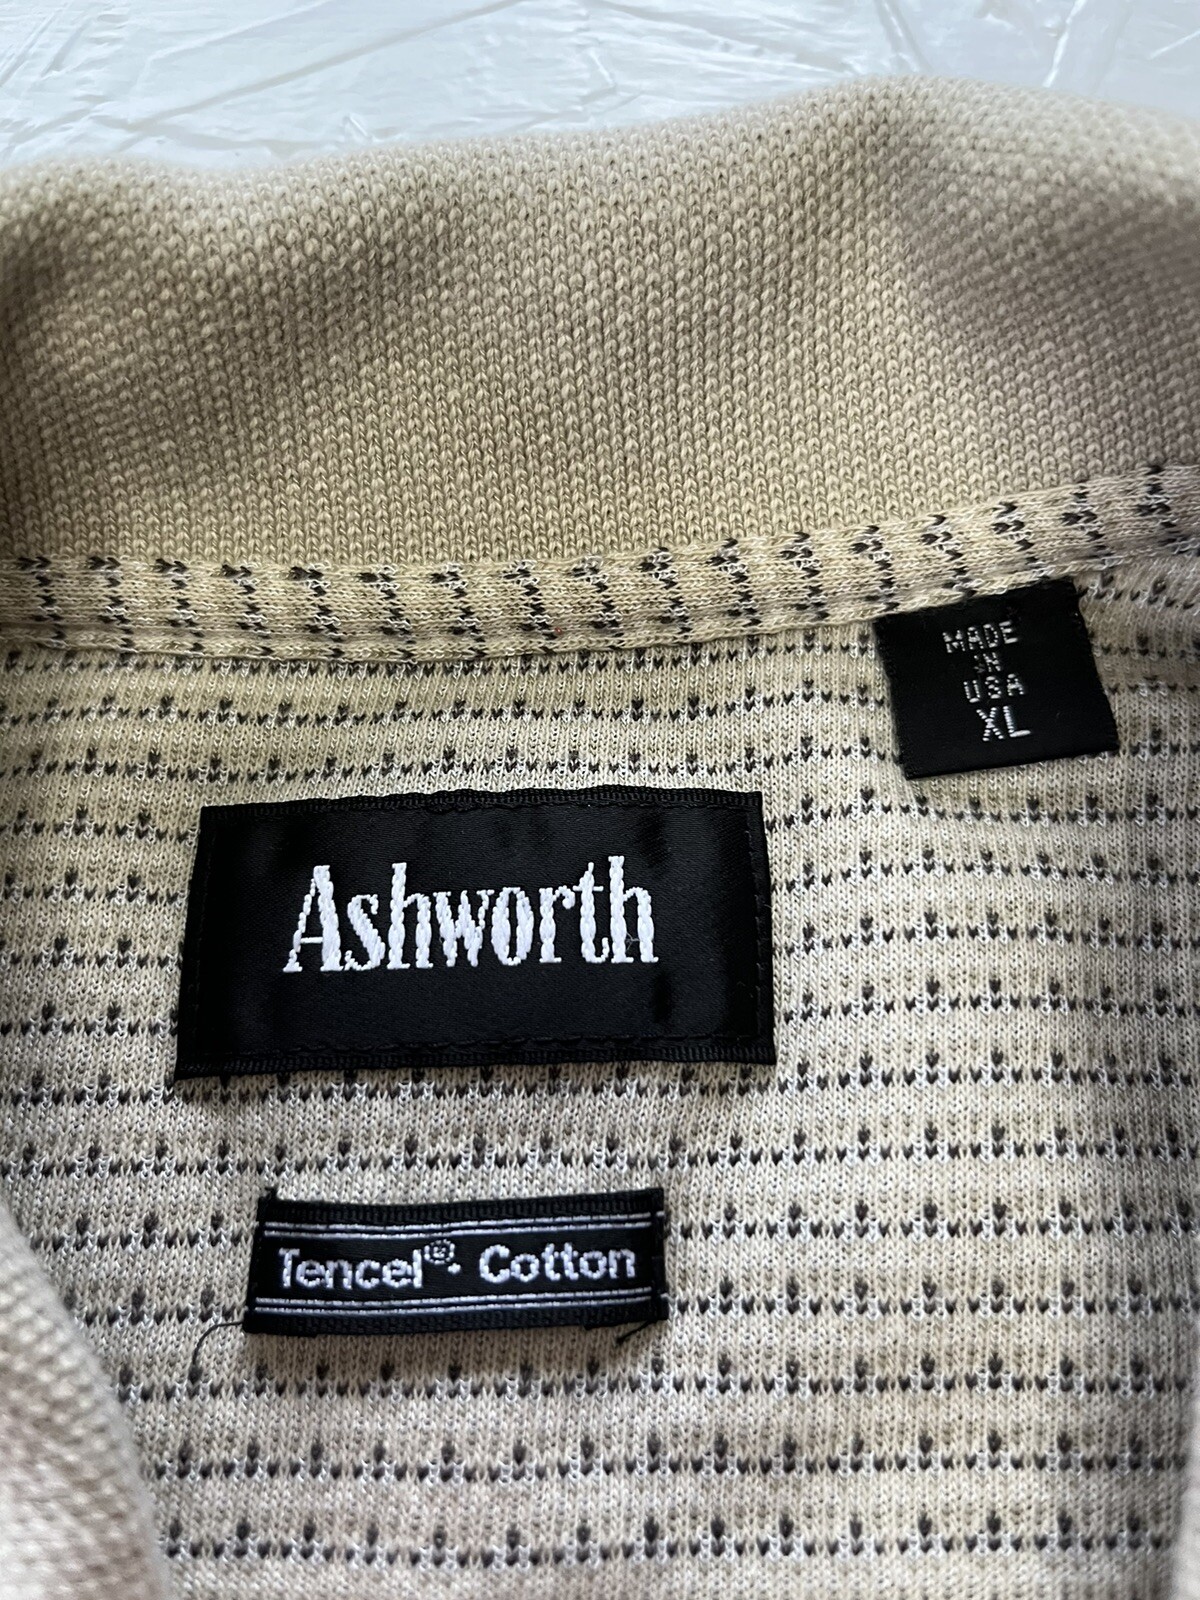 MADE
IN
USA
XL
Ashworth
Tencel®. Cotton